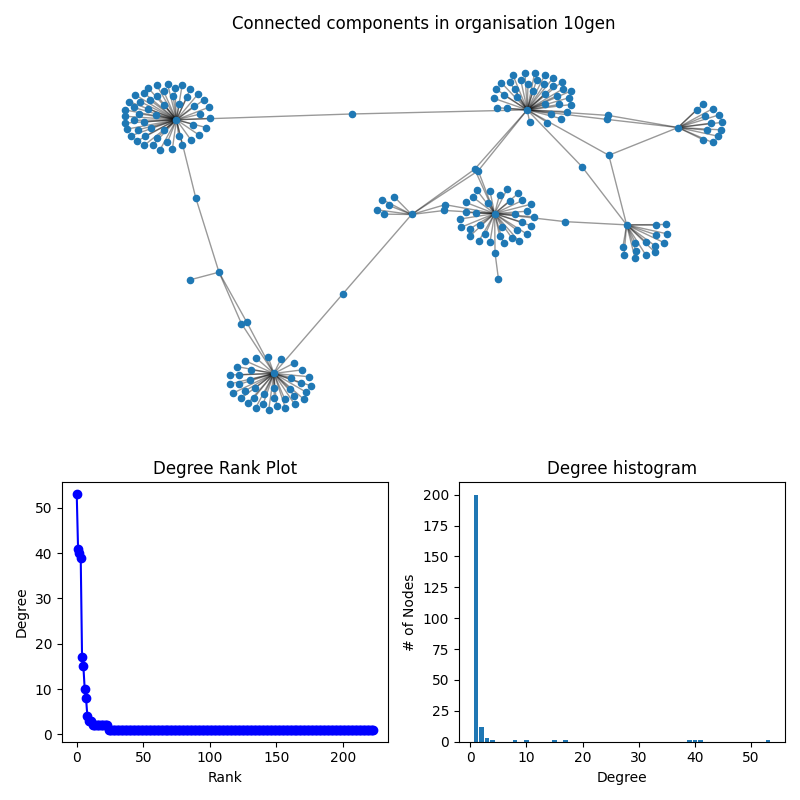 Connected components in organisation 10gen
Degree Rank Plot
Degree
50
40
30
20
10
0
0 50 100 150 200
Rank
Degree histogram
# of Nodes
200
175
150
125
100
75
50
25
0
0 10 20 30 40 50
Degree